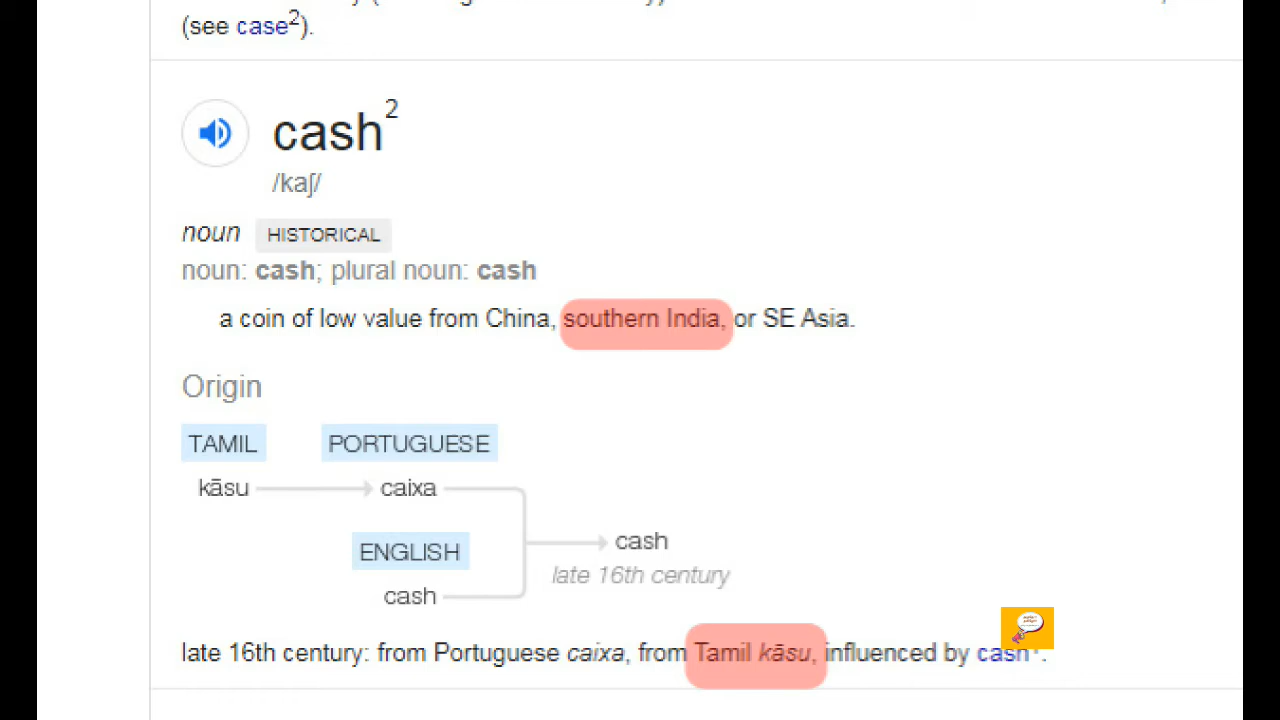 (see case²).
cash²
/kaʃ/
noun HISTORICAL
noun: cash; plural noun: cash
a coin of low value from China, southern India, or SE Asia.
Origin
TAMIL PORTUGUESE
kāsu caixa
ENGLISH cash
cash late 16th century
late 16th century: from Portuguese caixa, from Tamil kāsu, influenced by cash¹.